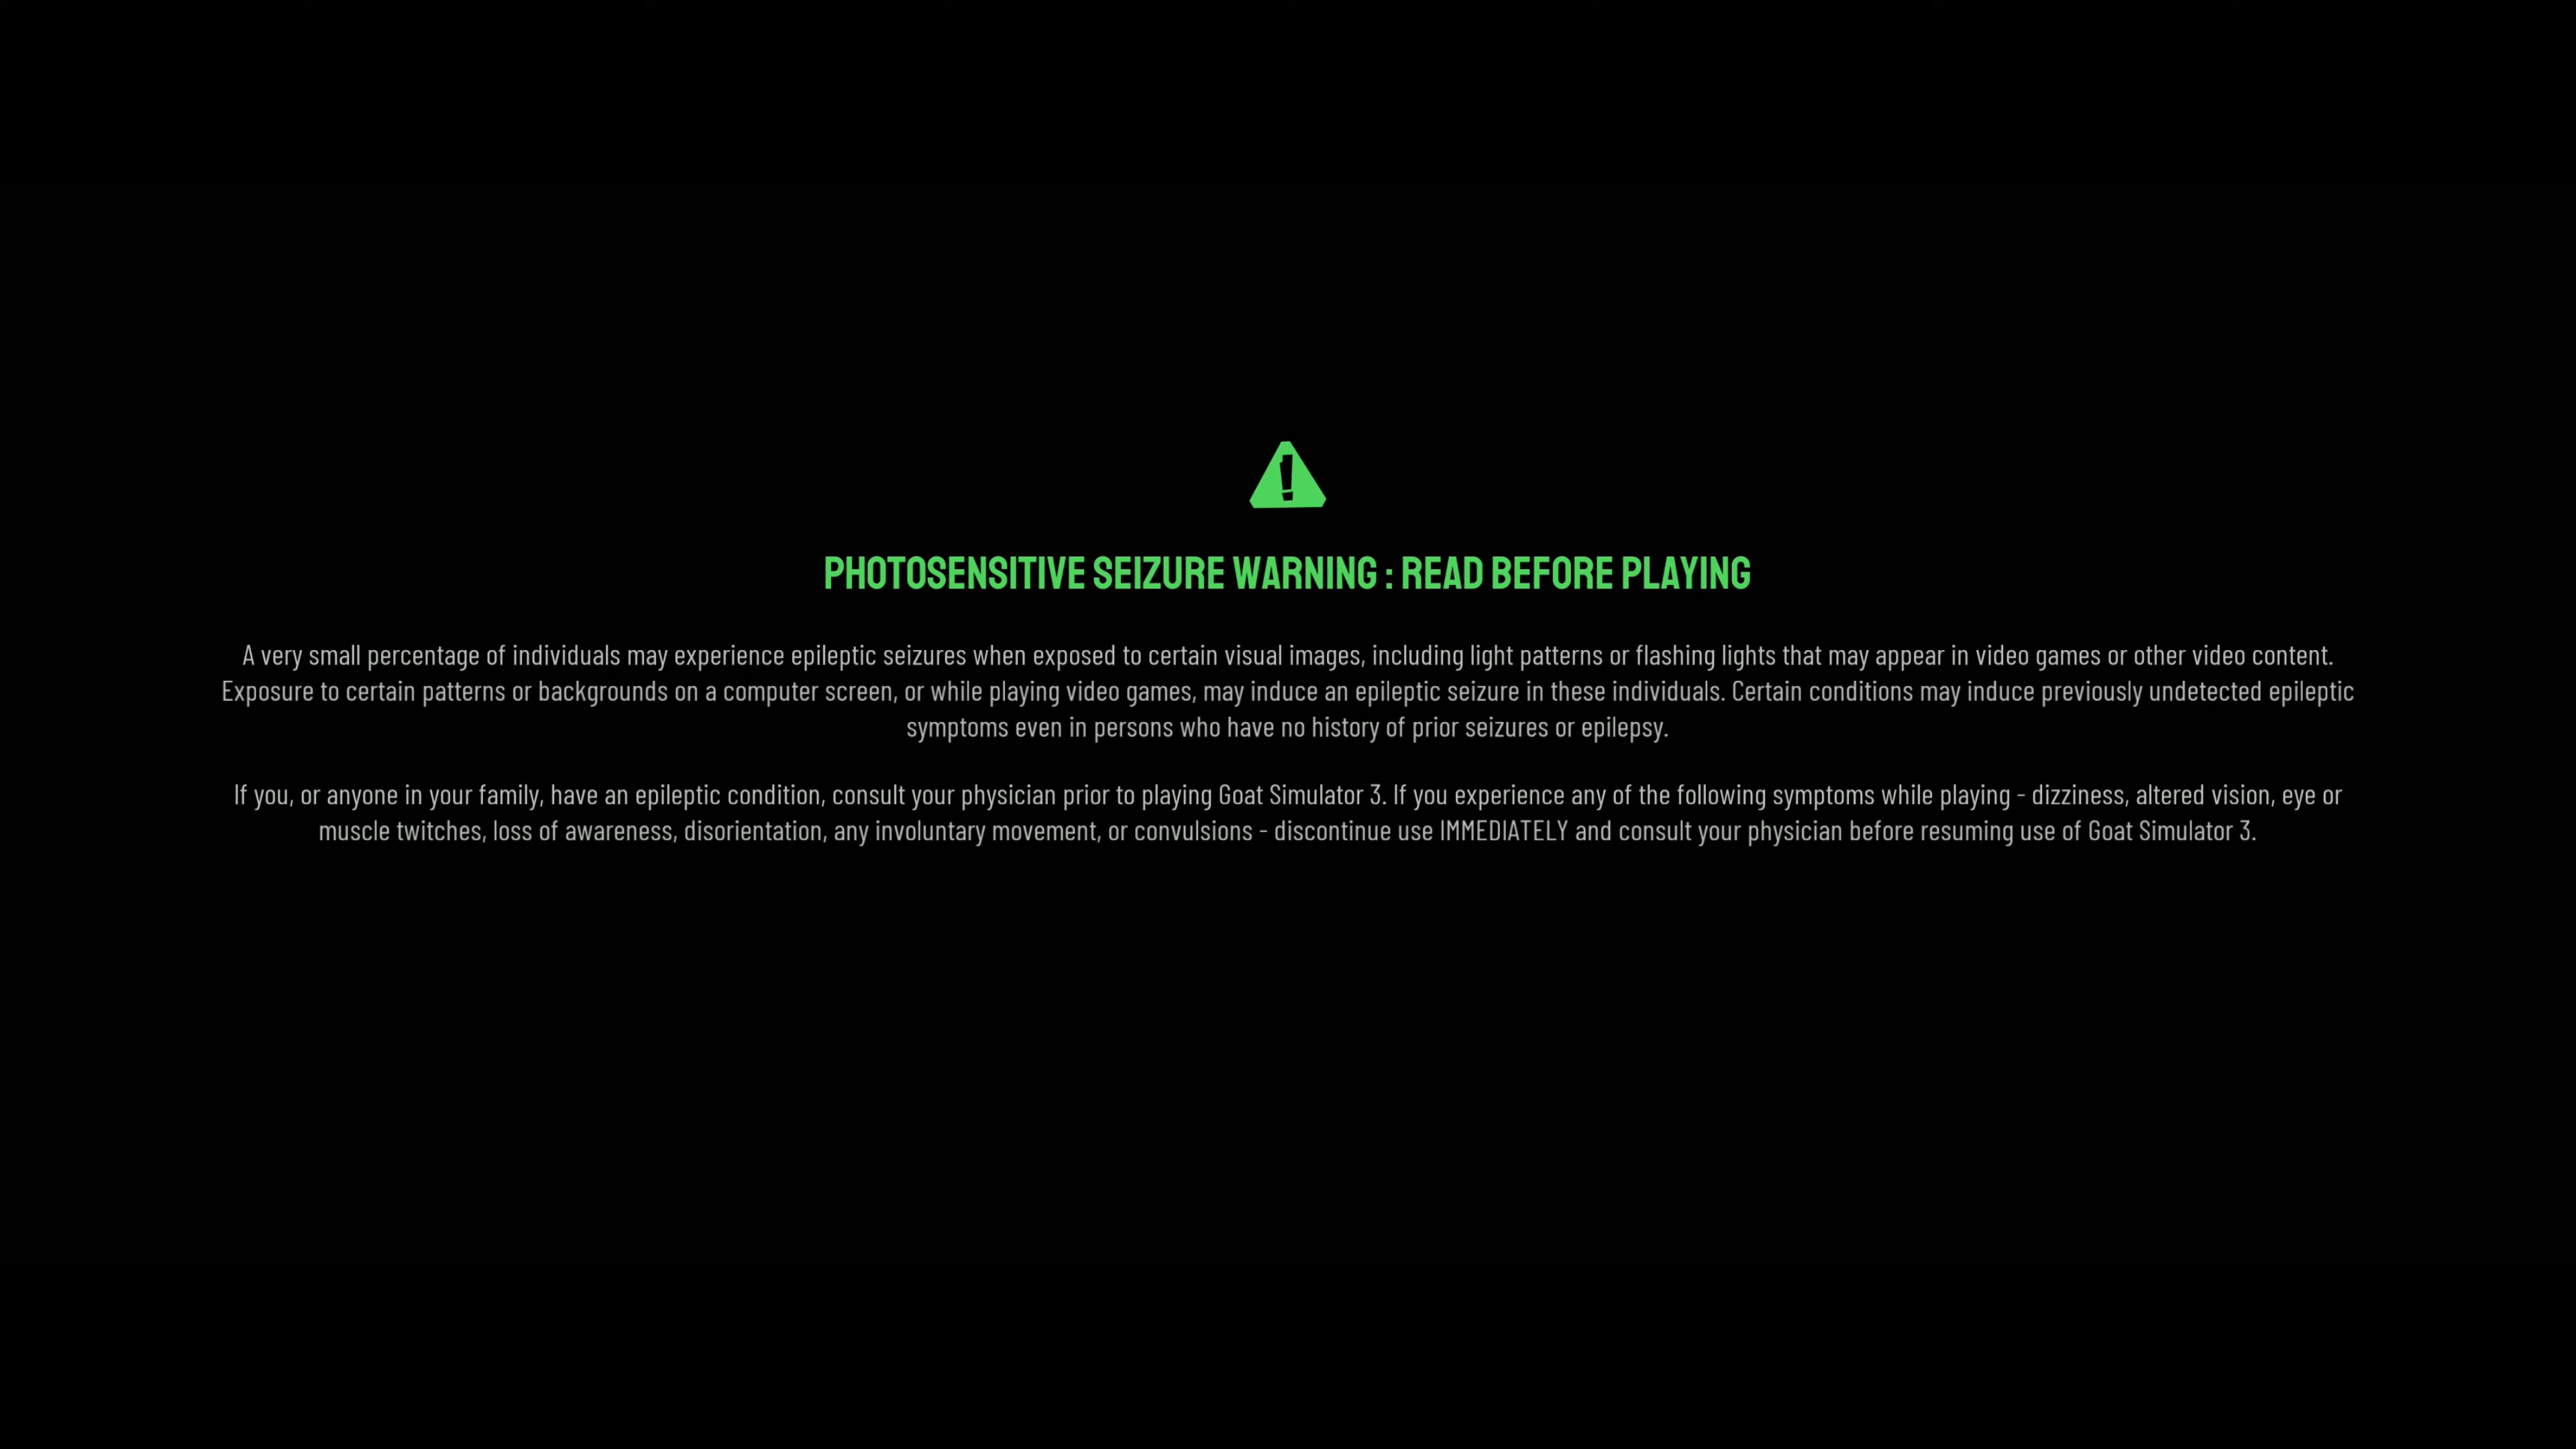 PHOTOSENSITIVE SEIZURE WARNING : READ BEFORE PLAYING
A very small percentage of individuals may experience epileptic seizures when exposed to certain visual images, including light patterns or flashing lights that may appear in video games or other video content.
Exposure to certain patterns or backgrounds on a computer screen, or while playing video games, may induce an epileptic seizure in these individuals. Certain conditions may induce previously undetected epileptic
symptoms even in persons who have no history of prior seizures or epilepsy.
If you, or anyone in your family, have an epileptic condition, consult your physician prior to playing Goat Simulator 3. If you experience any of the following symptoms while playing - dizziness, altered vision, eye or
muscle twitches, loss of awareness, disorientation, any involuntary movement, or convulsions - discontinue use IMMEDIATELY and consult your physician before resuming use of Goat Simulator 3.